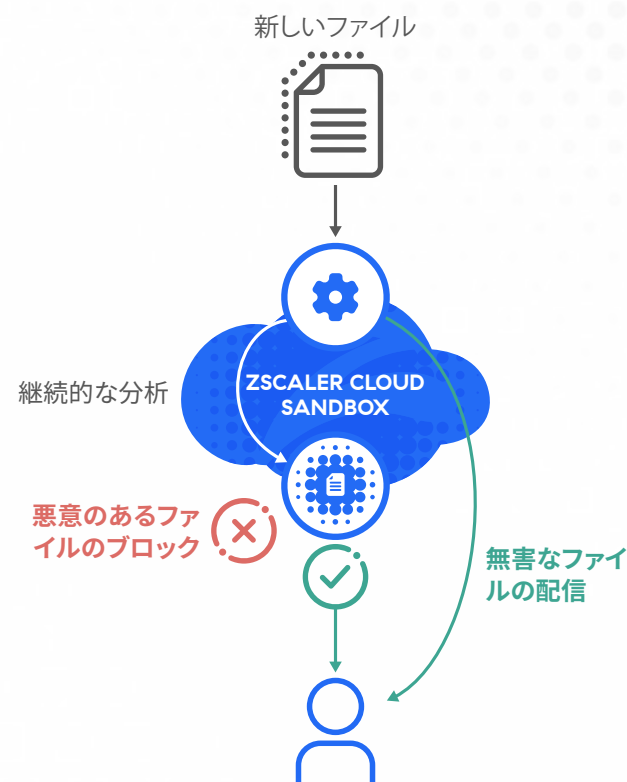 新しいファイル
継続的な分析
ZSCALER CLOUD
SANDBOX
悪意のあるファ
イルのブロック
無害なファイ
ルの配信